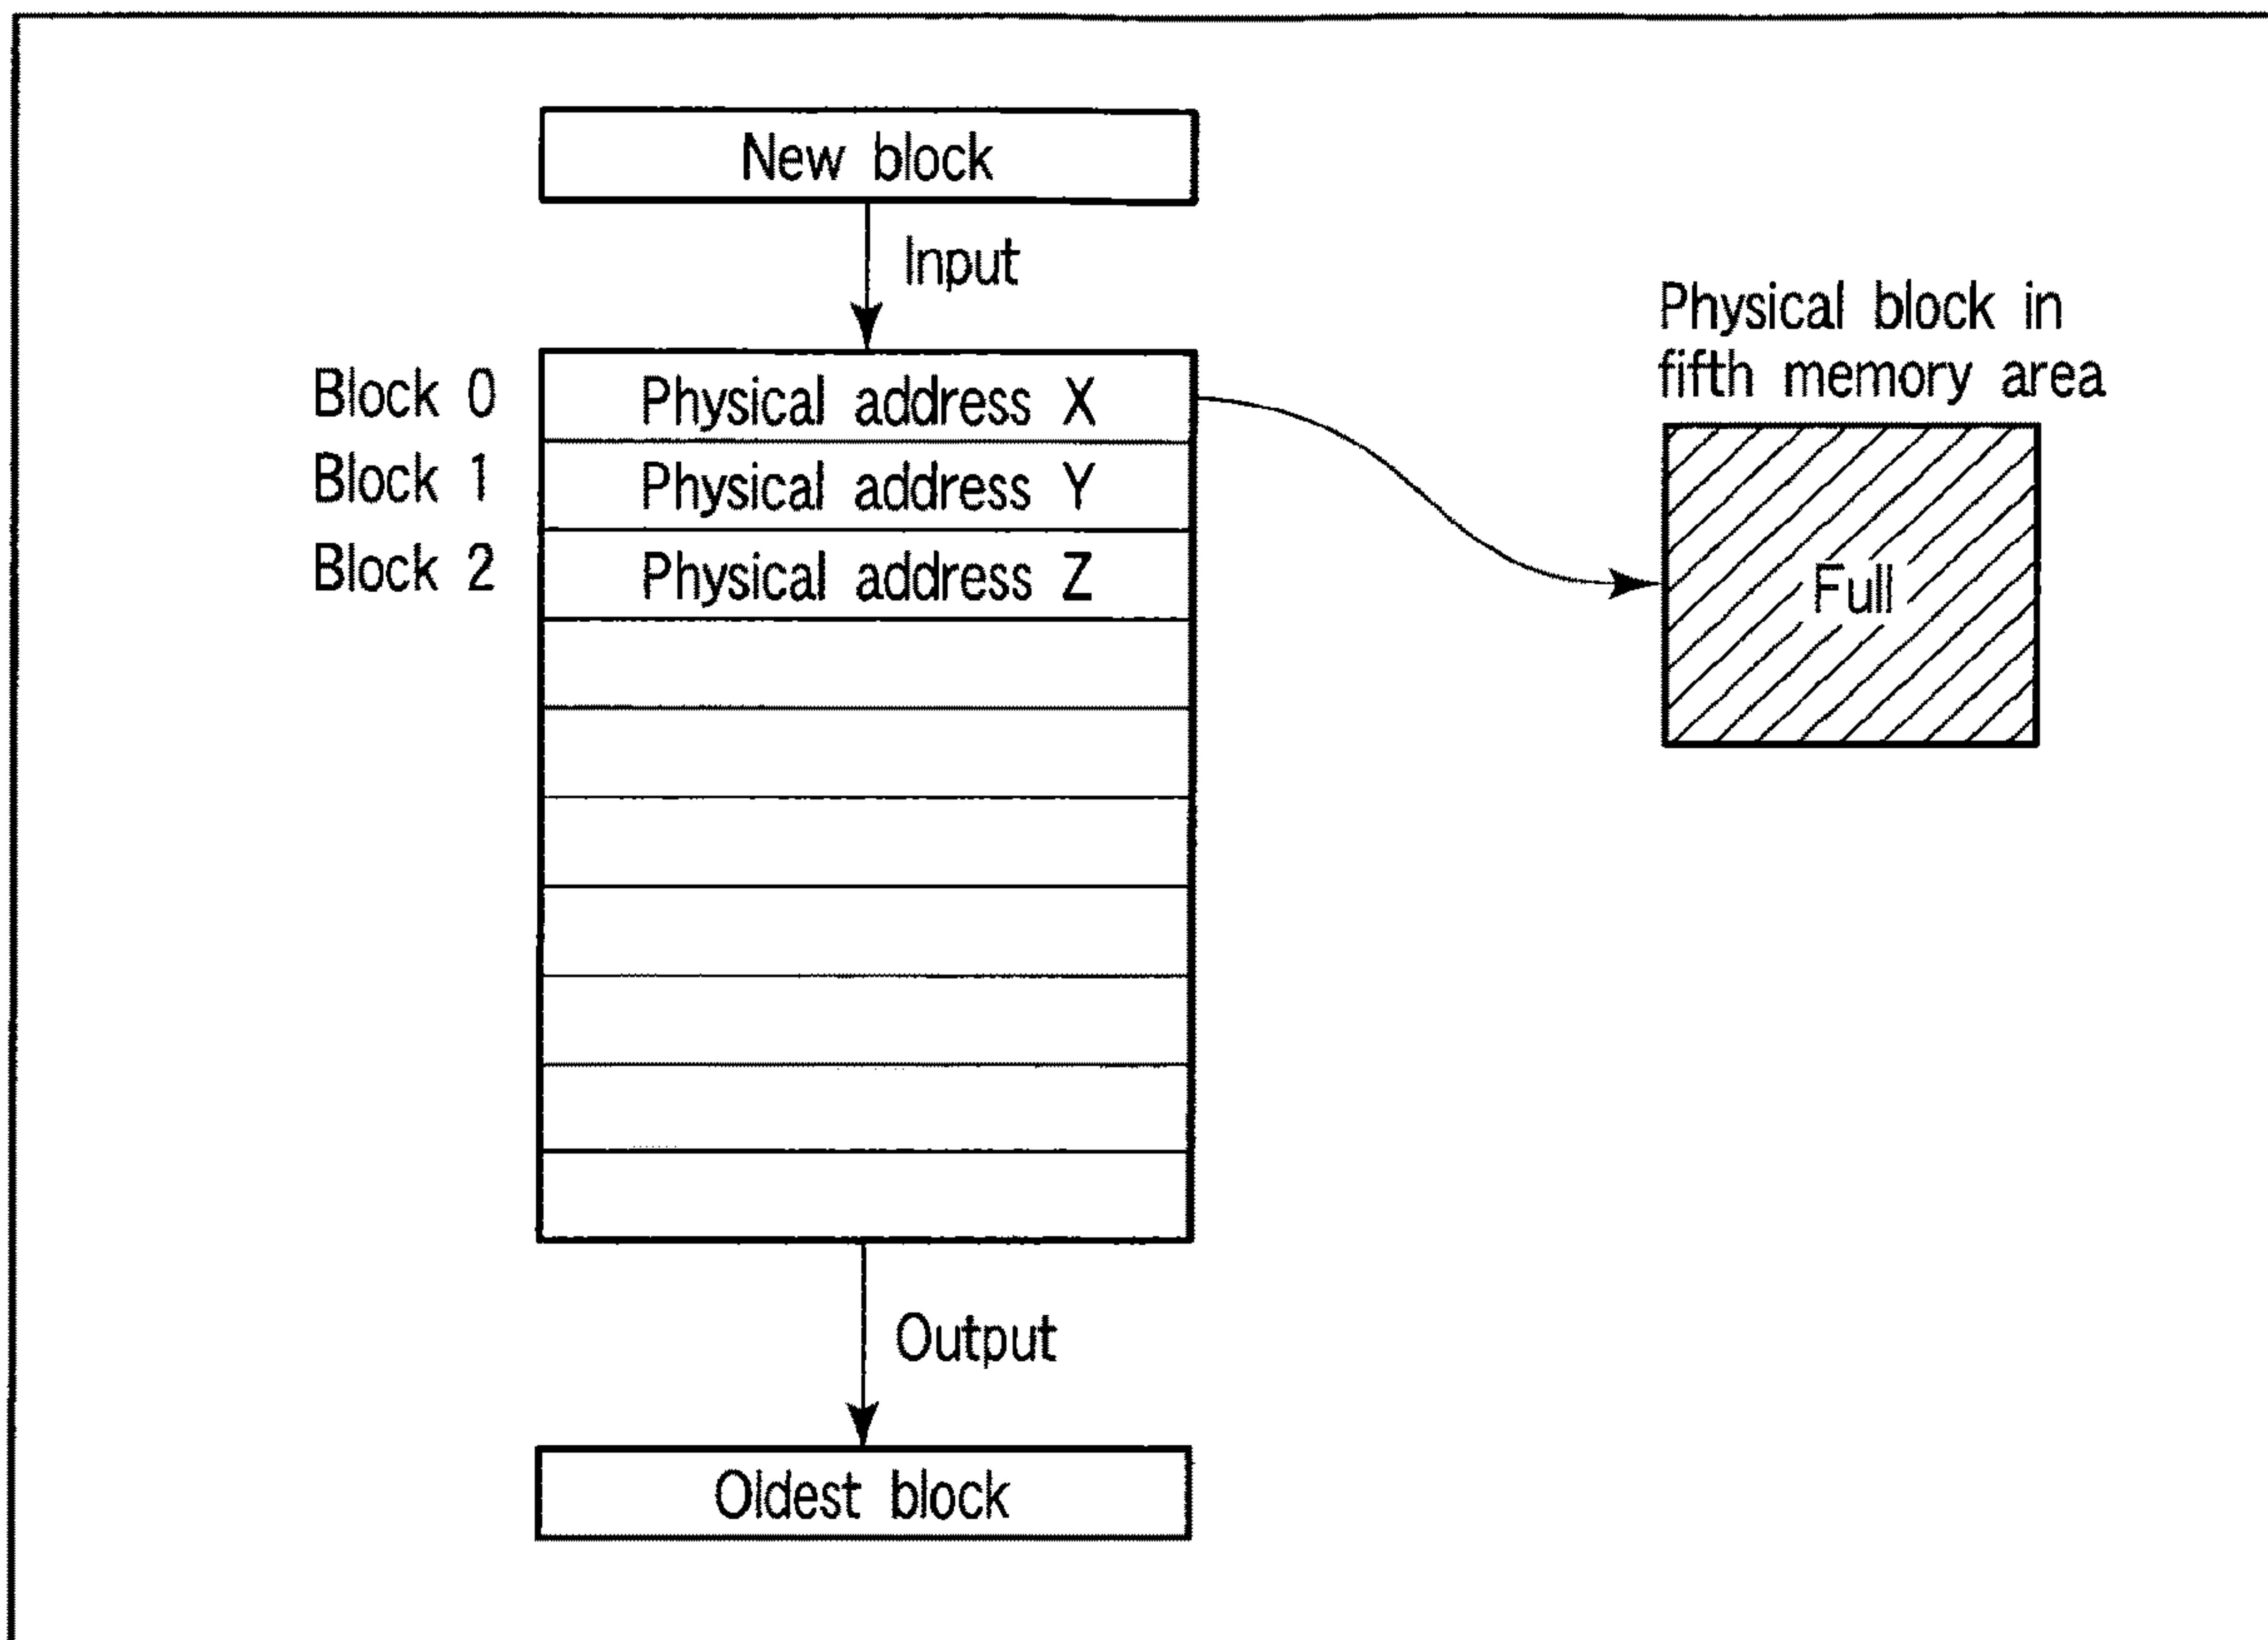 New block
Input
Physical block in
fifth memory area
Block 0
Physical address X
Block 1
Physical address Y
Block 2
Physical address Z
Full
Output
Oldest block